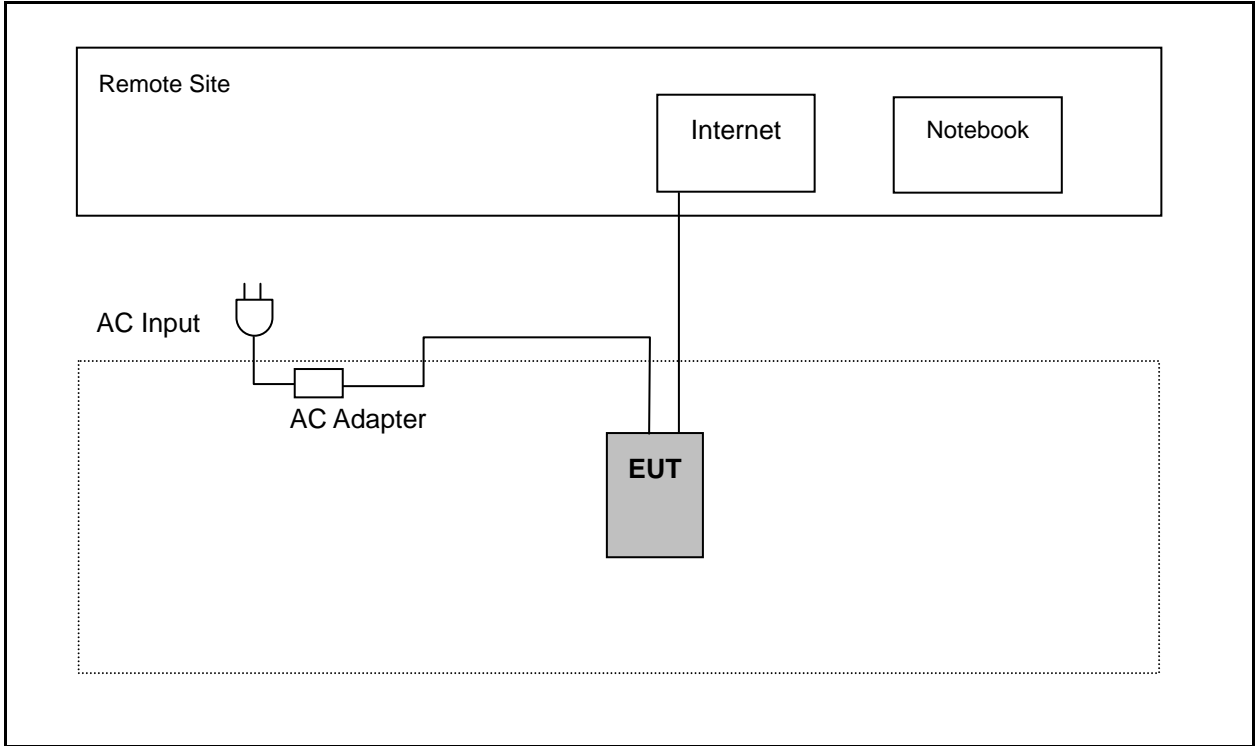 Remote Site
Internet
Notebook
AC Input
AC Adapter
EUT